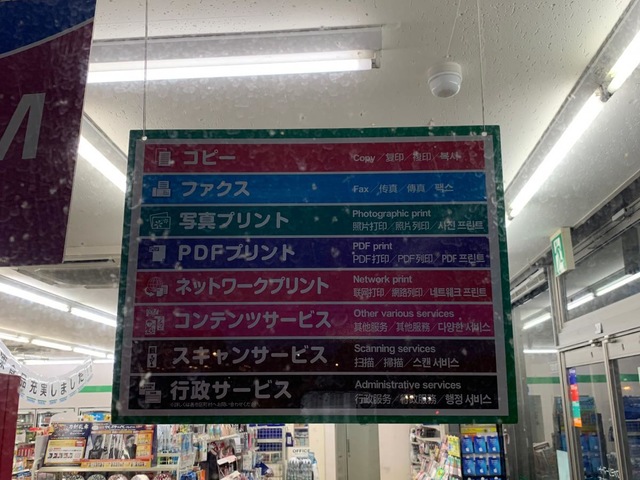 コピー
Copy / 复印 / 複印 / 복사
ファクス
Fax / 传真 / 傳真 / 팩스
写真プリント
Photographic print
照片打印 / 照片列印 / 사진 프린트
PDFプリント
PDF print
PDF打印 / PDF列印 / PDF 프린트
ネットワークプリント
Network print
联网打印 / 網路列印 / 네트워크 프린트
コンテンツサービス
Other various services
其他服务 / 其他服務 / 다양한 서비스
スキャンサービス
Scanning services
扫描 / 掃描 / 스캔 서비스
行政サービス
Administrative services
行政服务 / 行政服務 / 행정 서비스
充実しました